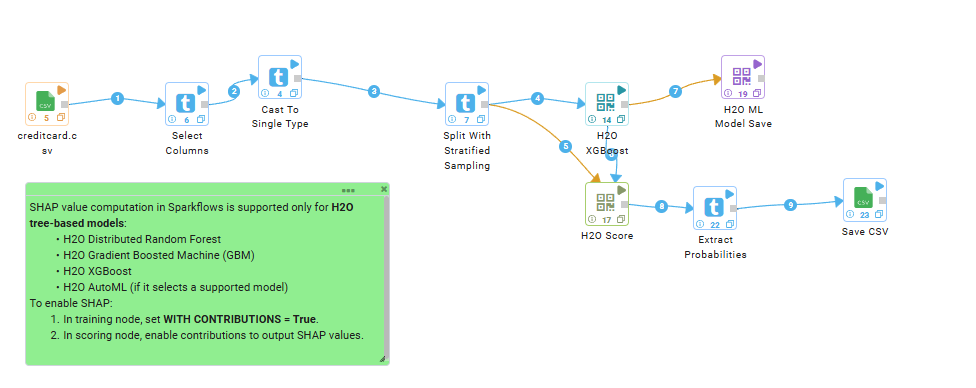 1
2
3
4
5
6
7
8
9
CSV
5
creditcard.c
sv
t
6
Select
Columns
t
4
Cast To
Single Type
t
7
Split With
Stratified
Sampling
14
H2O
XGBoost
19
H2O ML
Model Save
17
H2O Score
t
22
Extract
Probabilities
CSV
23
Save CSV
SHAP value computation in Sparkflows is supported only for H2O
tree-based models:
• H2O Distributed Random Forest
• H2O Gradient Boosted Machine (GBM)
• H2O XGBoost
• H2O AutoML (if it selects a supported model)
To enable SHAP:
1. In training node, set WITH CONTRIBUTIONS = True.
2. In scoring node, enable contributions to output SHAP values.